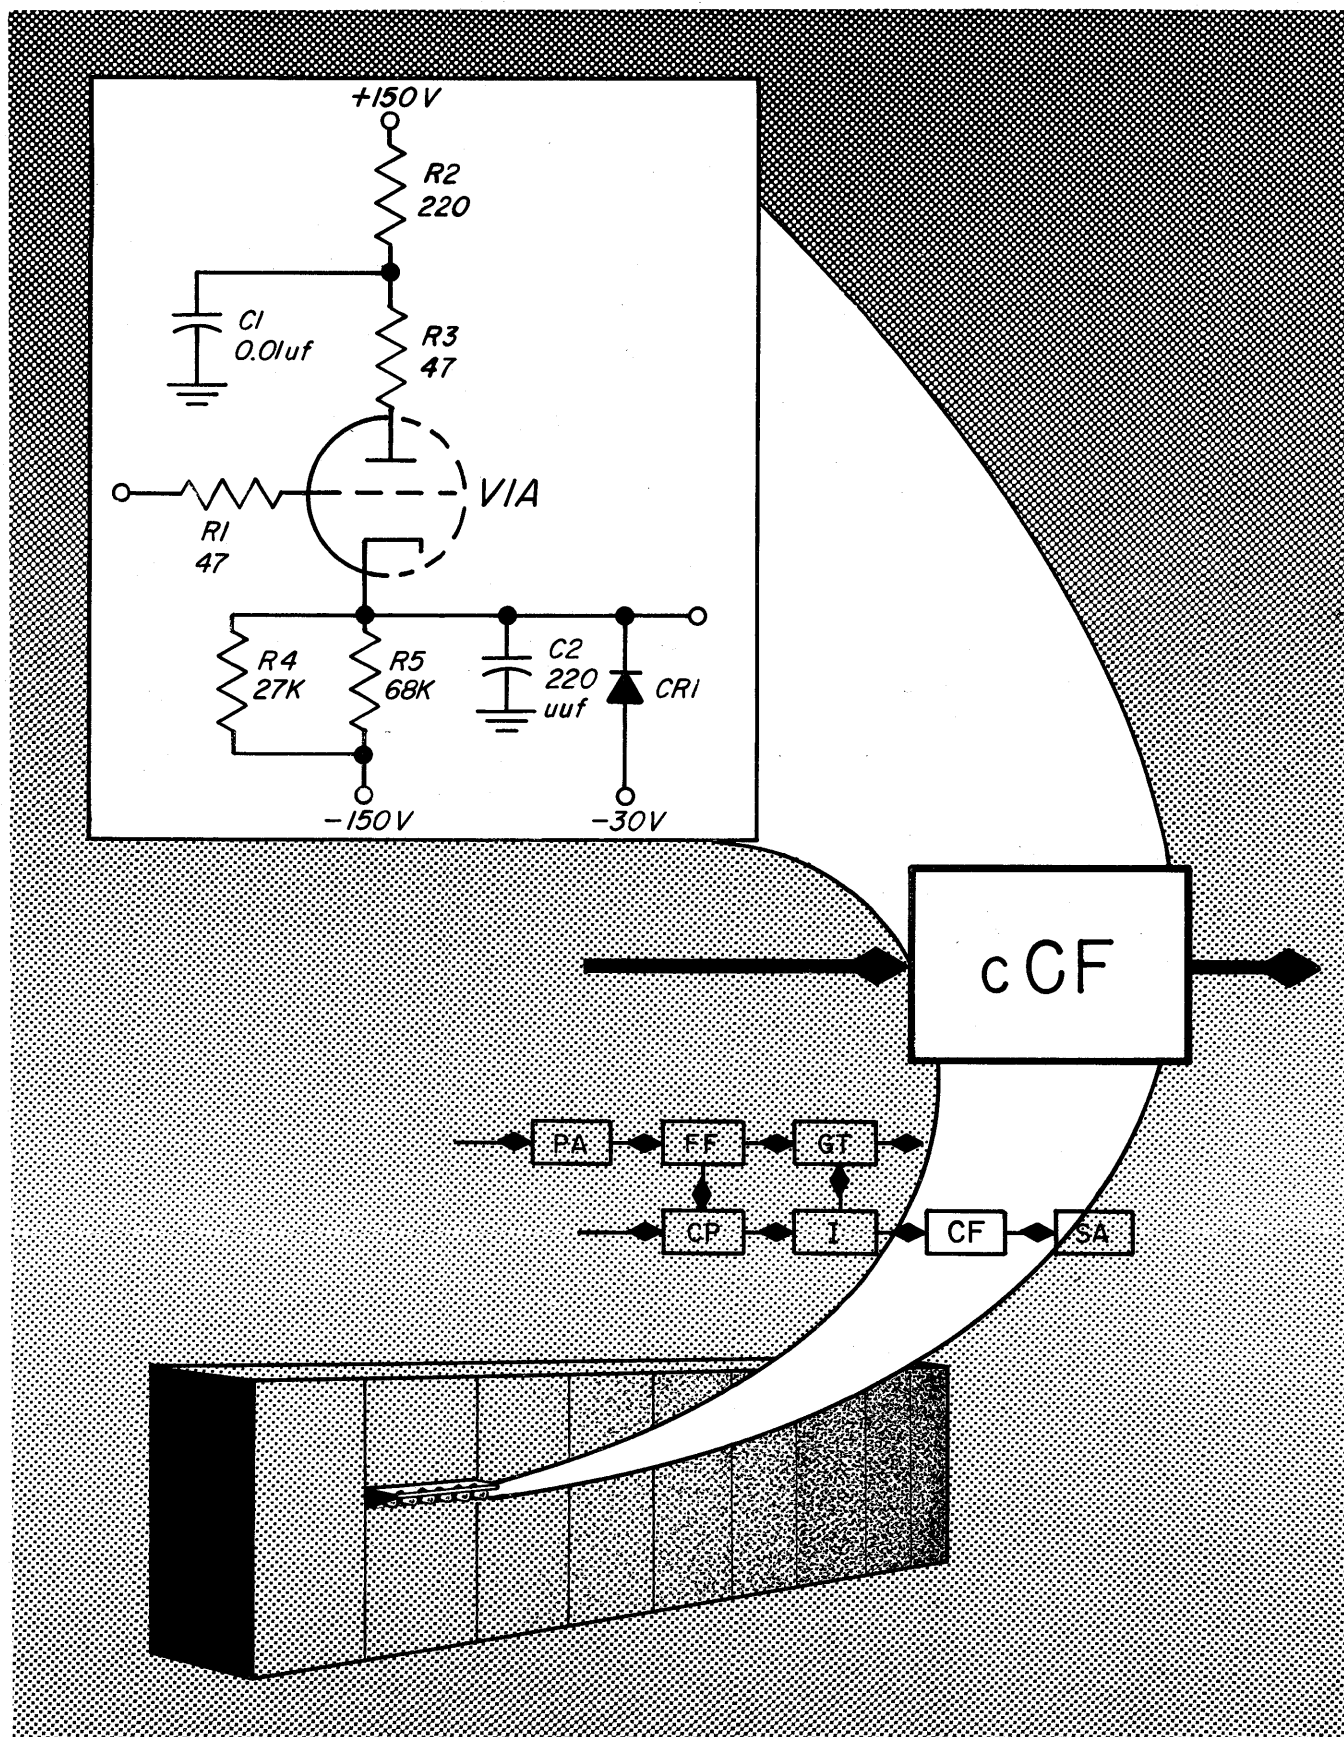 +150V
R2
220
C1
0.01uf
R3
47
V1A
R1
47
R4
27K
R5
68K
C2
220
uuf
CR1
-150V
-30V
cCF
PA
FF
GT
CP
I
CF
SA